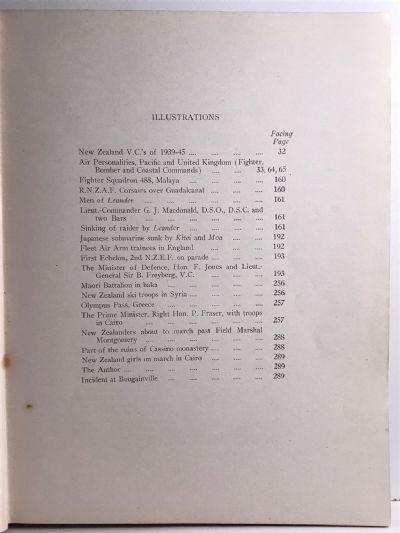 ILLUSTRATIONS
Facing
Page
New Zealand V.C.'s of 1939-45 .... .... .... .... 32
Air Personalities, Pacific and United Kingdom (Fighter,
Bomber and Coastal Commands) .... .... 33, 64, 65
Fighter Squadron 488, Malaya .... .... .... .... 160
R.N.Z.A.F. Corsairs over Guadalcanal .... .... 160
Men of Leander .... .... .... .... .... 161
Lieut.-Commander G. J. Macdonald, D.S.O., D.S.C. and
two Bars .... .... .... .... .... 161
Sinking of raider by Leander .... .... .... .... 161
Japanese submarine sunk by Kiwi and Moa .... .... 192
Fleet Air Arm trainees in England .... .... .... 192
First Echelon, 2nd N.Z.E.F. on parade .... .... .... 193
The Minister of Defence, Hon. F. Jones and Lieut.-
General Sir B. Freyberg, V.C. .... .... .... 193
Maori Battalion in haka .... .... .... .... .... 256
New Zealand ski troops in Syria .... .... .... .... 256
Olympus Pass, Greece .... .... .... .... .... 257
The Prime Minister, Right Hon. P. Fraser, with troops
in Cairo .... .... .... .... .... .... 257
New Zealanders about to march past Field Marshal
Montgomery .... .... .... .... .... 288
Part of the ruins of Cassino monastery .... .... .... 288
New Zealand girls on march in Cairo .... .... .... 289
The Author .... .... .... .... .... .... 289
Incident at Bougainville .... .... .... .... .... 289